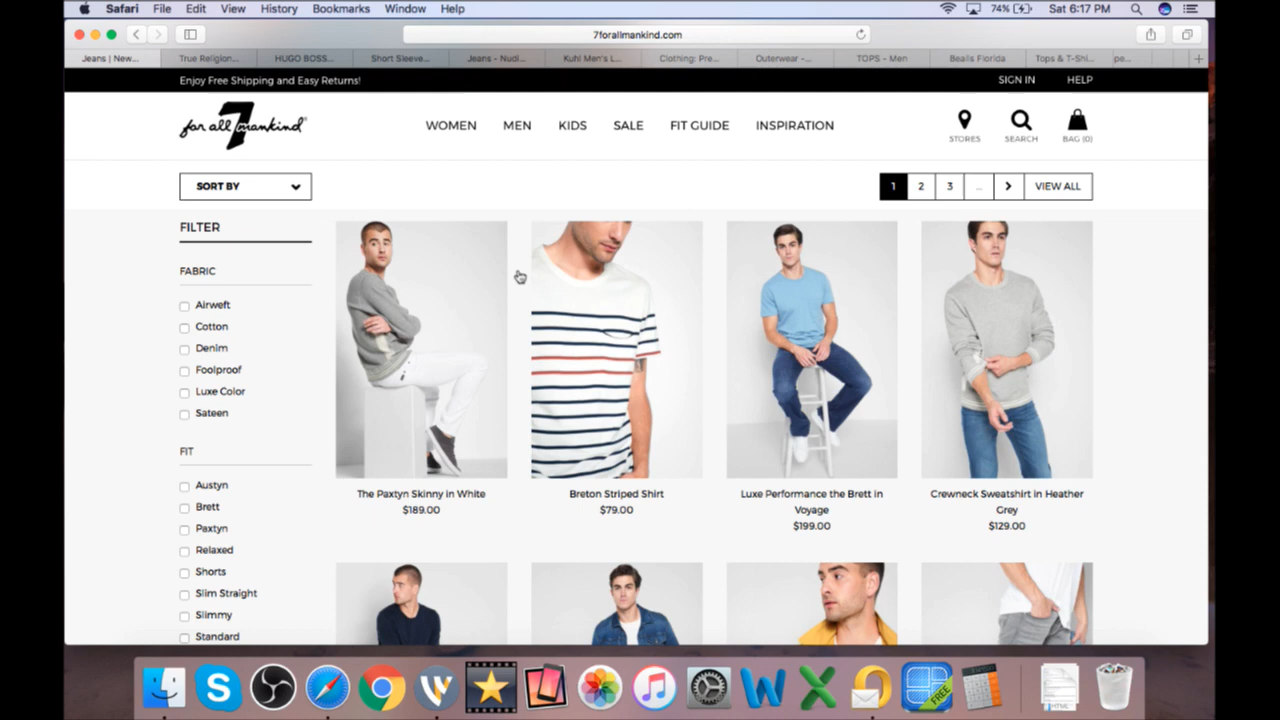 Safari File Edit View History Bookmarks Window Help 74% Sat 6:17 PM
7forallmankind.com
Jeans | New... True Religion... HUGO BOSS... Short Sleeve... Jeans - Nudi... Kuhl Men's L... Clothing: Pre... Outerwear -... TOPS - Men Bealls Florida Tops & T-Shi... pe...
Enjoy Free Shipping and Easy Returns! SIGN IN HELP
for all 7 mankind
WOMEN MEN KIDS SALE FIT GUIDE INSPIRATION
STORES SEARCH BAG (0)
SORT BY 1 2 3 ... VIEW ALL
FILTER
FABRIC
Airweft
Cotton
Denim
Foolproof
Luxe Color
Sateen
FIT
Austyn
Brett
Paxtyn
Relaxed
Shorts
Slim Straight
Slimmy
Standard
The Paxtyn Skinny in White
$189.00
Breton Striped Shirt
$79.00
Luxe Performance the Brett in
Voyage
$199.00
Crewneck Sweatshirt in Heather
Grey
$129.00
FREE
HTML